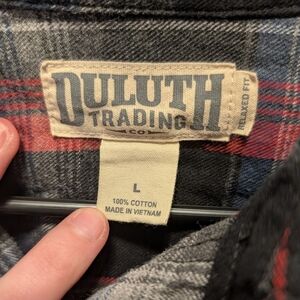 DULUTH
TRADING
CO
RELAXED FIT
L
100% COTTON
MADE IN VIETNAM